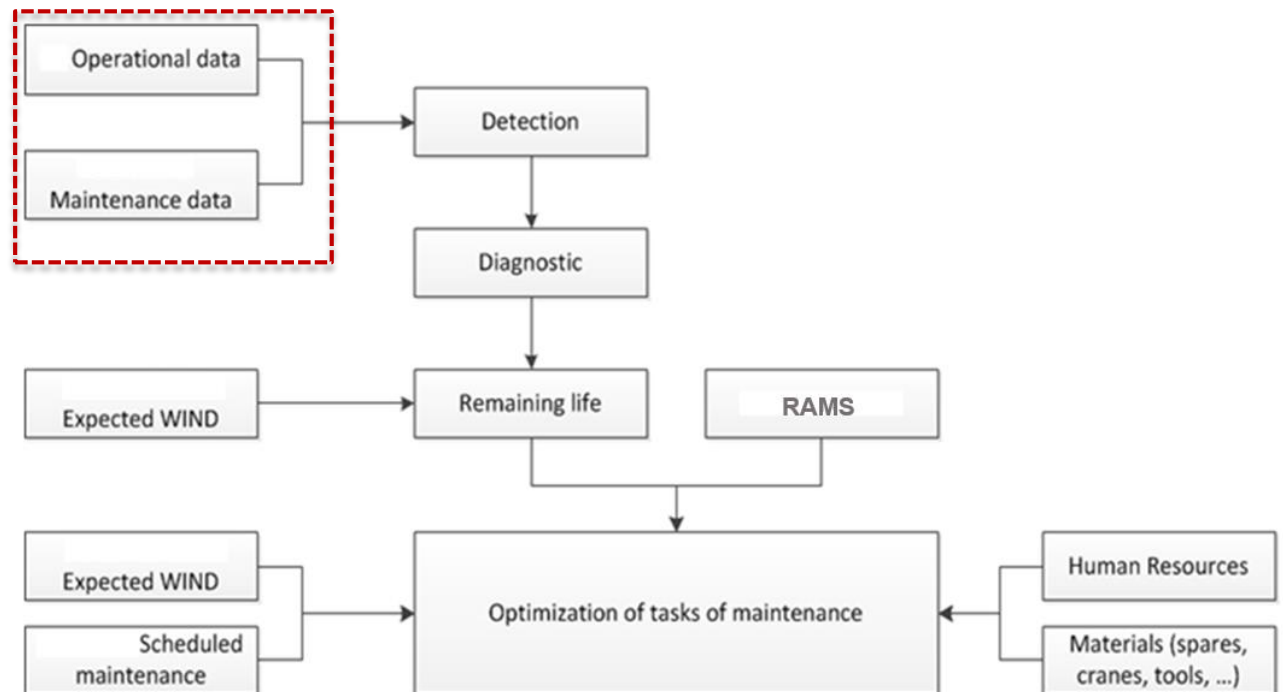 Operational data
Detection
Maintenance data
Diagnostic
Expected WIND
Remaining life
RAMS
Expected WIND
Scheduled
maintenance
Optimization of tasks of maintenance
Human Resources
Materials (spares,
cranes, tools, ...)